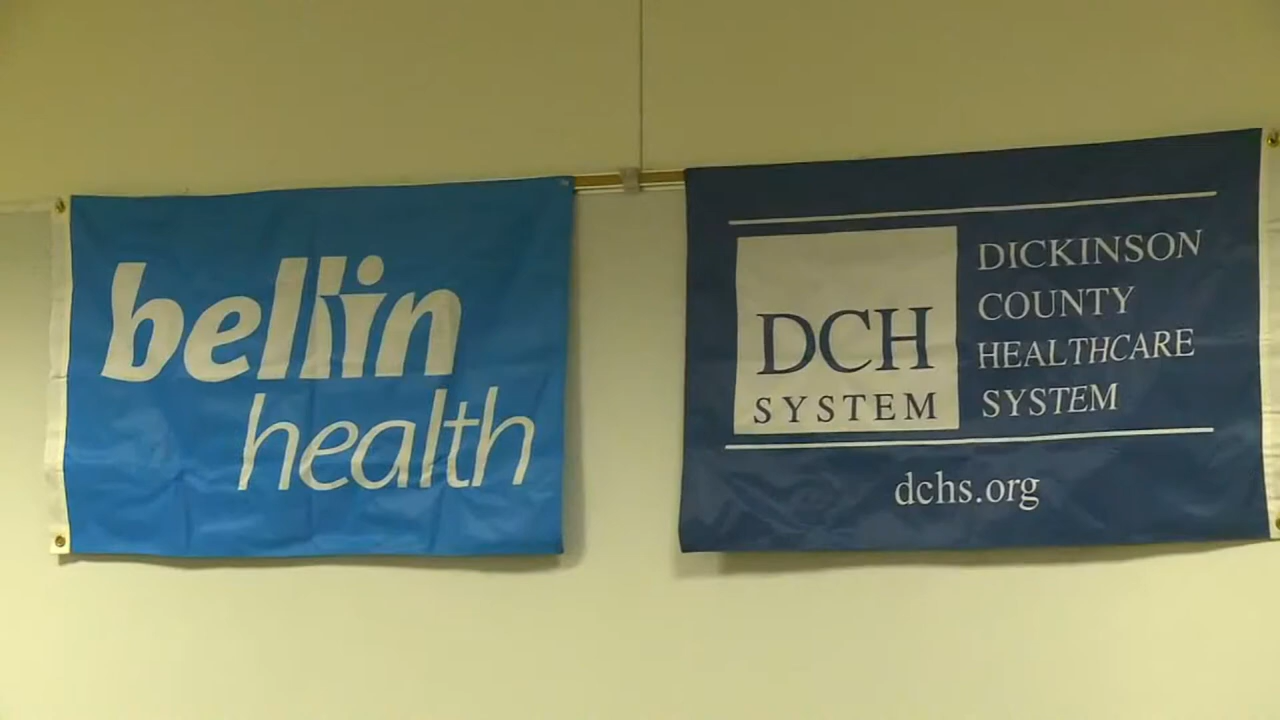 bellin
health
DCH
SYSTEM
DICKINSON
COUNTY
HEALTHCARE
SYSTEM
dchs.org